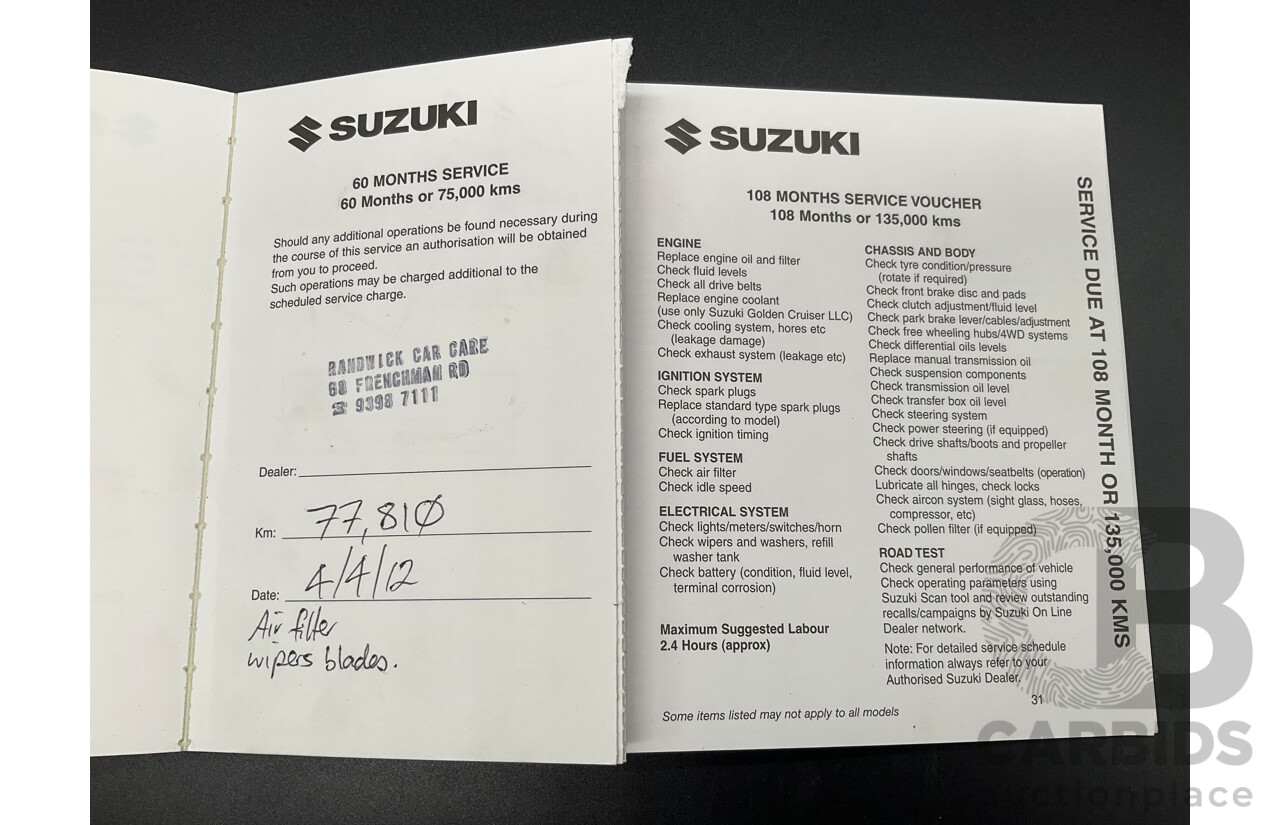 SUZUKI
60 MONTHS SERVICE
60 Months or 75,000 kms
Should any additional operations be found necessary during
the course of this service an authorisation will be obtained
from you to proceed.
Such operations may be charged additional to the
scheduled service charge.
RANDWICK CAR CARE
68 FRENCHMAN RD
☎ 9398 7111
Dealer:
Km: 77,810
Date: 4/4/12
Air filter
wipers blades.
SUZUKI
108 MONTHS SERVICE VOUCHER
108 Months or 135,000 kms
ENGINE
Replace engine oil and filter
Check fluid levels
Check all drive belts
Replace engine coolant
(use only Suzuki Golden Cruiser LLC)
Check cooling system, hores etc
(leakage damage)
Check exhaust system (leakage etc)
IGNITION SYSTEM
Check spark plugs
Replace standard type spark plugs
(according to model)
Check ignition timing
FUEL SYSTEM
Check air filter
Check idle speed
ELECTRICAL SYSTEM
Check lights/meters/switches/horn
Check wipers and washers, refill
washer tank
Check battery (condition, fluid level,
terminal corrosion)
Maximum Suggested Labour
2.4 Hours (approx)
CHASSIS AND BODY
Check tyre condition/pressure
(rotate if required)
Check front brake disc and pads
Check clutch adjustment/fluid level
Check park brake lever/cables/adjustment
Check free wheeling hubs/4WD systems
Check differential oils levels
Replace manual transmission oil
Check suspension components
Check transmission oil level
Check transfer box oil level
Check steering system
Check power steering (if equipped)
Check drive shafts/boots and propeller
shafts
Check doors/windows/seatbelts (operation)
Lubricate all hinges, check locks
Check aircon system (sight glass, hoses,
compressor, etc)
Check pollen filter (if equipped)
ROAD TEST
Check general performance of vehicle
Check operating parameters using
Suzuki Scan tool and review outstanding
recalls/campaigns by Suzuki On Line
Dealer network.
Note: For detailed service schedule
information always refer to your
Authorised Suzuki Dealer.
31
Some items listed may not apply to all models
SERVICE DUE AT 108 MONTH OR 135,000 KMS
CARBIDS
auctionplace